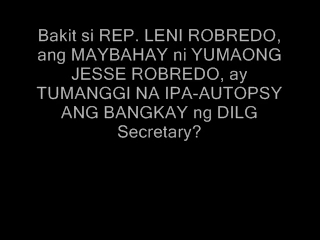 Bakit si REP. LENI ROBREDO,
ang MAYBAHAY ni YUMAONG
JESSE ROBREDO, ay
TUMANGGI NA IPA-AUTOPSY
ANG BANGKAY ng DILG
Secretary?